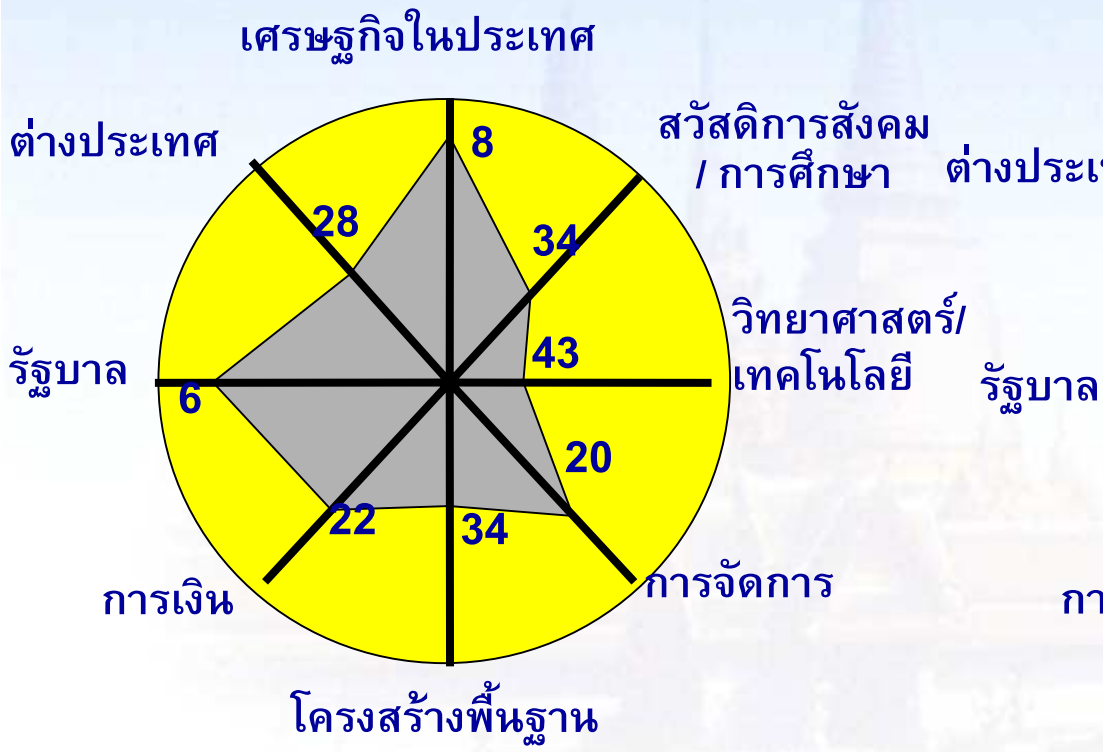 เศรษฐกิจในประเทศ
ต่างประเทศ
8
สวัสดิการสังคม
/ การศึกษา
28
34
วิทยาศาสตร์/
เทคโนโลยี
43
รัฐบาล
6
รัฐบาล
20
22
34
การจัดการ
การเงิน
โครงสร้างพื้นฐาน